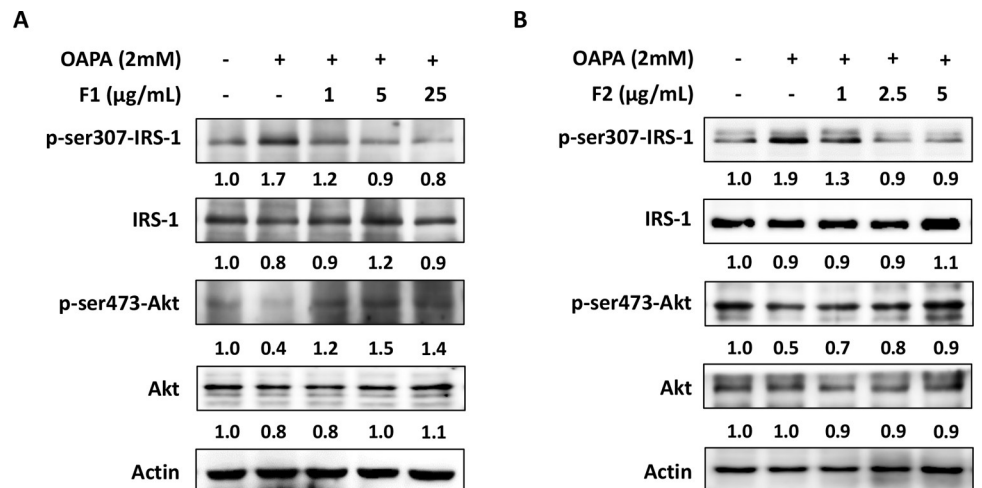 A
OAPA (2mM) - + + + +
F1 (μg/mL) - - 1 5 25
p-ser307-IRS-1
1.0 1.7 1.2 0.9 0.8
IRS-1
1.0 0.8 0.9 1.2 0.9
p-ser473-Akt
1.0 0.4 1.2 1.5 1.4
Akt
1.0 0.8 0.8 1.0 1.1
Actin
B
OAPA (2mM) - + + + +
F2 (μg/mL) - - 1 2.5 5
p-ser307-IRS-1
1.0 1.9 1.3 0.9 0.9
IRS-1
1.0 0.9 0.9 0.9 1.1
p-ser473-Akt
1.0 0.5 0.7 0.8 0.9
Akt
1.0 1.0 0.9 0.9 0.9
Actin